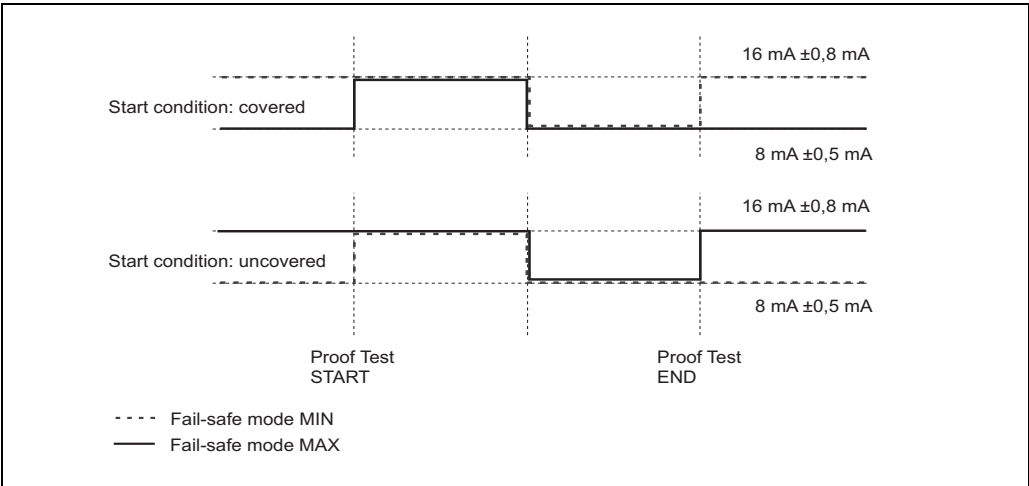 16 mA ±0,8 mA
Start condition: covered
8 mA ±0,5 mA
16 mA ±0,8 mA
Start condition: uncovered
8 mA ±0,5 mA
Proof Test
START
Proof Test
END
Fail-safe mode MIN
Fail-safe mode MAX